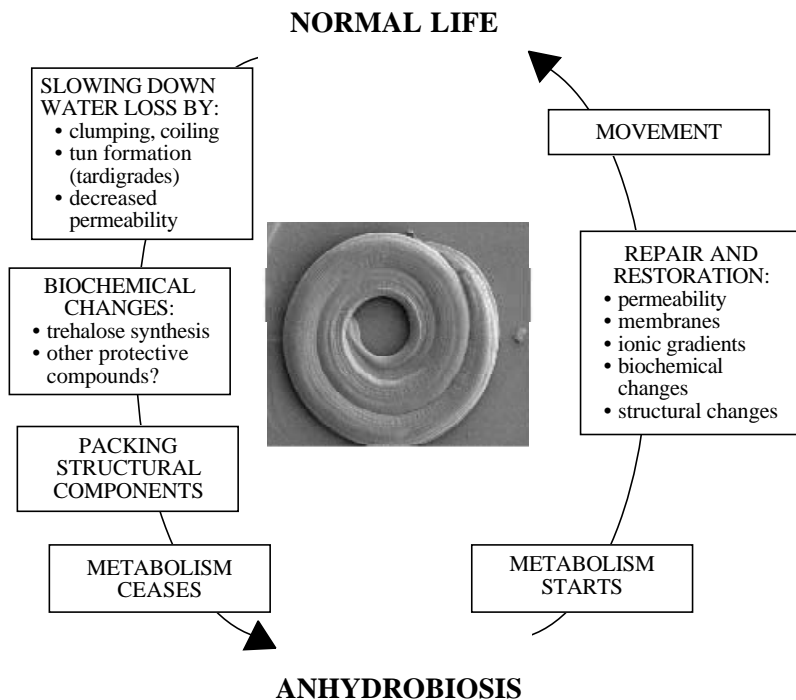 NORMAL LIFE
SLOWING DOWN
WATER LOSS BY:
• clumping, coiling
• tun formation
(tardigrades)
• decreased
permeability
BIOCHEMICAL
CHANGES:
• trehalose synthesis
• other protective
compounds?
PACKING
STRUCTURAL
COMPONENTS
METABOLISM
CEASES
ANHYDROBIOSIS
METABOLISM
STARTS
REPAIR AND
RESTORATION:
• permeability
• membranes
• ionic gradients
• biochemical
changes
• structural changes
MOVEMENT